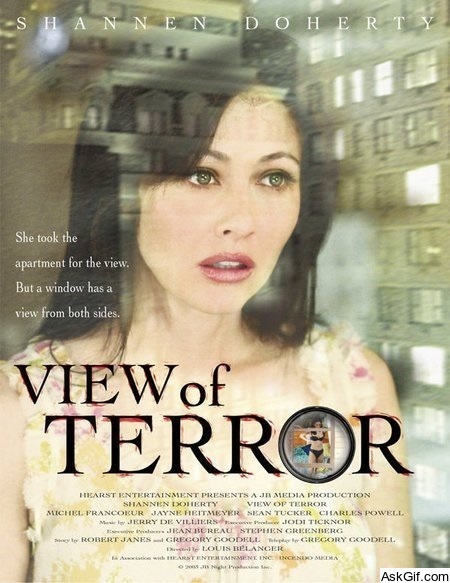 SHANNEN DOHERTY
She took the
apartment for the view.
But a window has a
view from both sides.
VIEW of
TERROR
HEARST ENTERTAINMENT PRESENTS A JB MEDIA PRODUCTION
SHANNEN DOHERTY VIEW OF TERROR
MICHEL FRANCOEUR JAYNE HEITMEYER SEAN TUCKER CHARLES POWELL
Music by JERRY DE VILLIERS Executive Producer JODI TICKNOR
Executive Producers JEAN BUREAU STEPHEN GREENBERG
Story by ROBERT JANES and GREGORY GOODELL Teleplay by GREGORY GOODELL
Directed by LOUIS BÉLANGER
In Association with HEARST ENTERTAINMENT, INC INCENDO MEDIA
© 2005 JB Night Production Inc.
AskGif.com